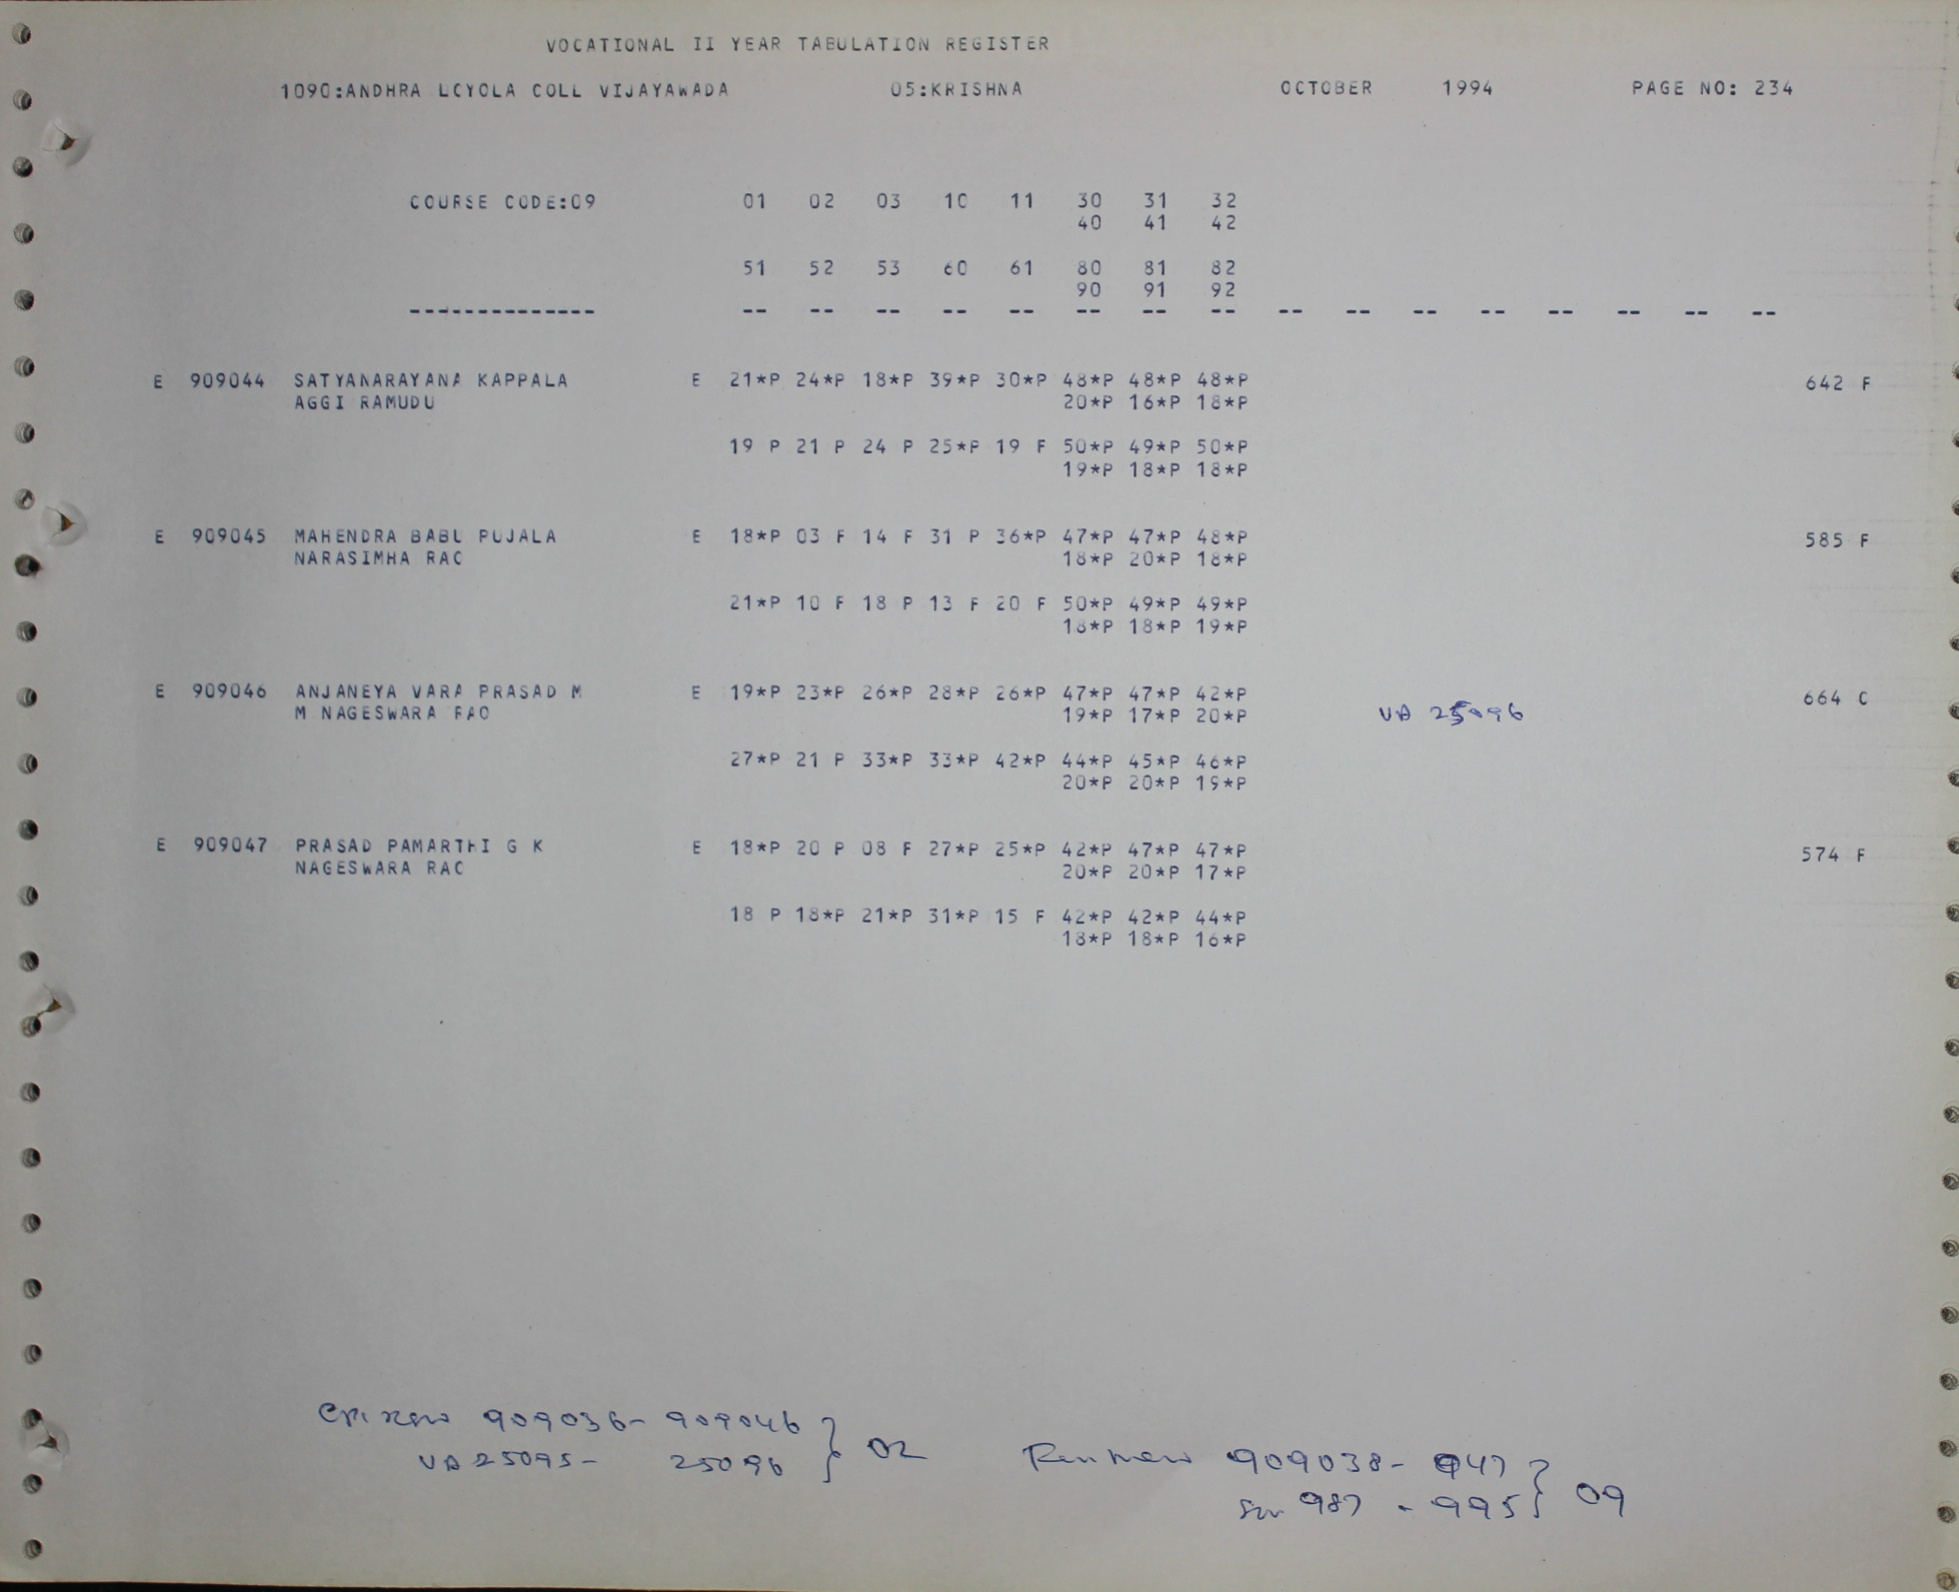 VOCATIONAL II YEAR TABULATION REGISTER
1090:ANDHRA LOYOLA COLL VIJAYAWADA 05:KRISHNA OCTOBER 1994 PAGE NO: 234
COURSE CODE:09 01 02 03 10 11 30 31 32
40 41 42
51 52 53 60 61 80 81 82
90 91 92
-------------- -- -- -- -- -- -- -- -- -- -- -- -- -- -- -- --
E 909044 SATYANARAYANA KAPPALA E 21*P 24*P 18*P 39*P 30*P 48*P 48*P 48*P 642 F
AGGI RAMUDU 20*P 16*P 18*P
19 P 21 P 24 P 25*P 19 F 50*P 49*P 50*P
19*P 18*P 18*P
E 909045 MAHENDRA BABU PUJALA E 18*P 03 F 14 F 31 P 36*P 47*P 47*P 48*P 585 F
NARASIMHA RAO 18*P 20*P 18*P
21*P 10 F 18 P 13 F 20 F 50*P 49*P 49*P
18*P 18*P 19*P
E 909046 ANJANEYA VARA PRASAD M E 19*P 23*P 26*P 28*P 26*P 47*P 47*P 42*P 664 C
M NAGESWARA RAO 19*P 17*P 20*P VA 25096
27*P 21 P 33*P 33*P 42*P 44*P 45*P 46*P
20*P 20*P 19*P
E 909047 PRASAD PAMARTHI G K E 18*P 20 P 08 F 27*P 25*P 42*P 47*P 47*P 574 F
NAGESWARA RAO 20*P 20*P 17*P
18 P 18*P 21*P 31*P 15 F 42*P 42*P 44*P
18*P 18*P 16*P
909036- 909046 } 02
VA 25095- 25096
909038- 947 } 09
987 - 995